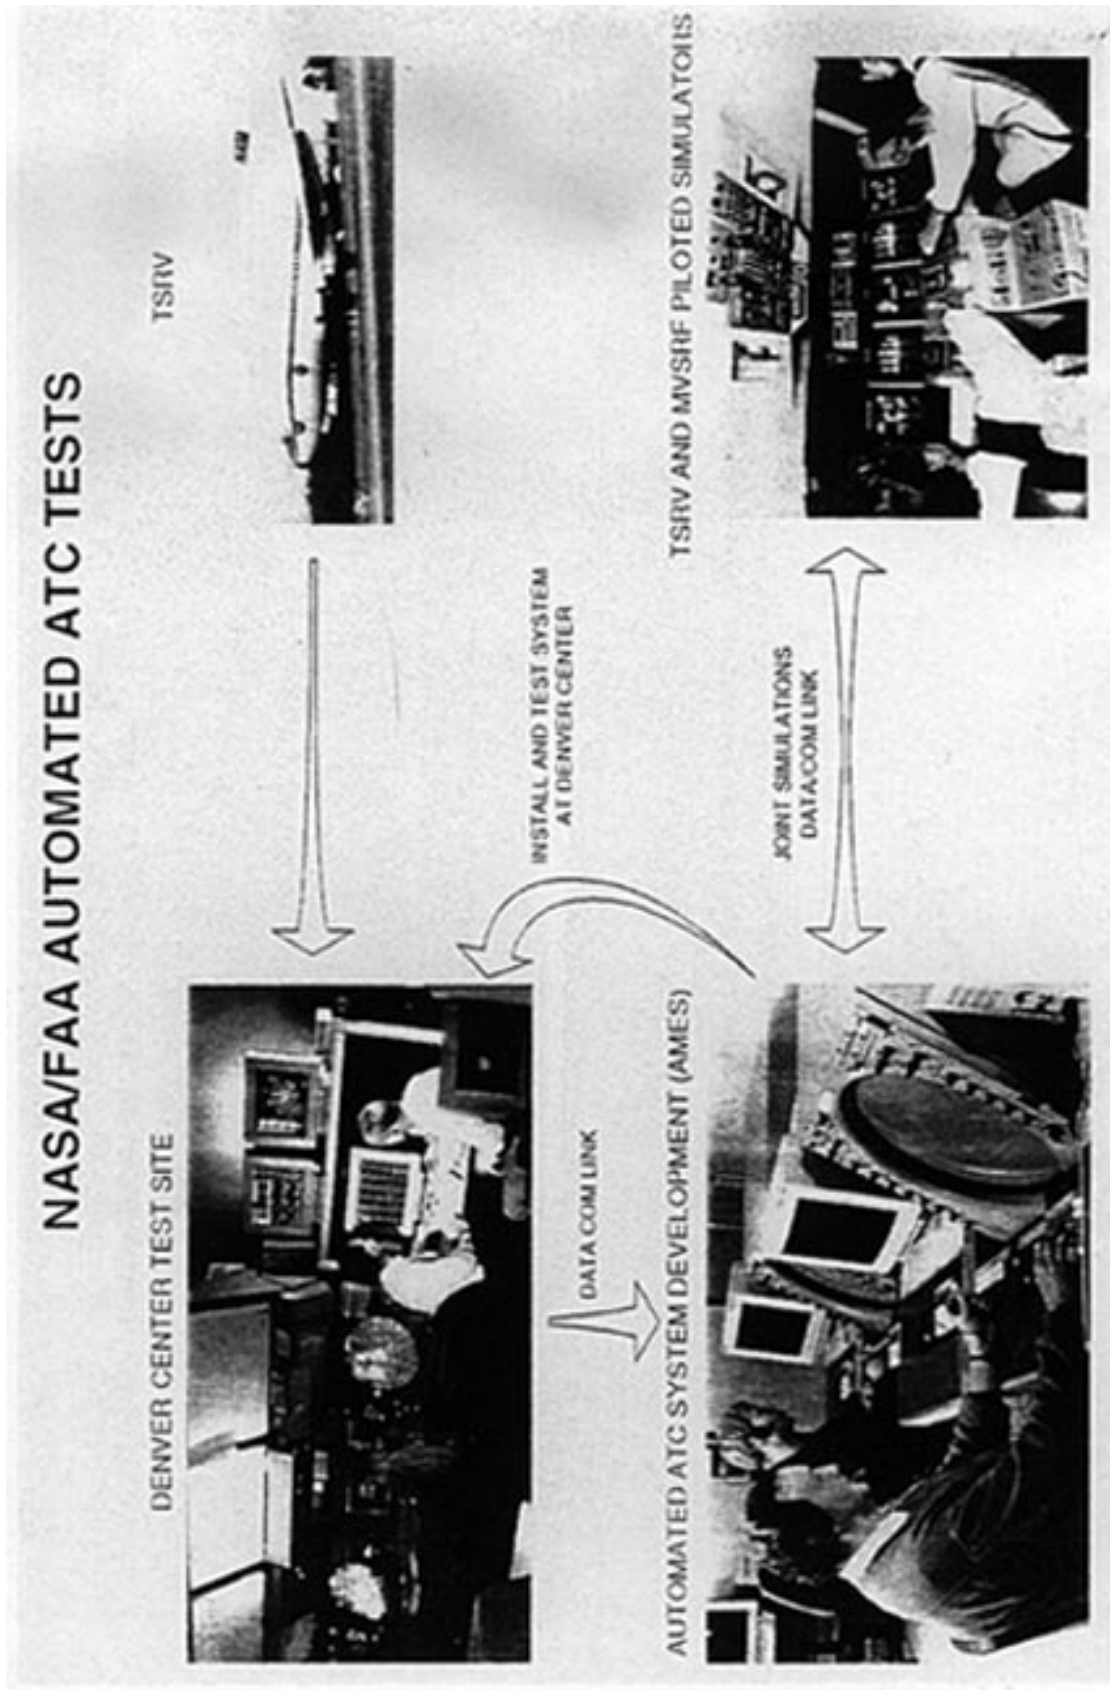 NASA/FAA AUTOMATED ATC TESTS
DENVER CENTER TEST SITE
TSRV
INSTALL AND TEST SYSTEM
AT DENVER CENTER
DATA COM LINK
AUTOMATED ATC SYSTEM DEVELOPMENT (AMES)
JOINT SIMULATIONS
DATA/COM LINK
TSRV AND MVSRF PILOTED SIMULATORS